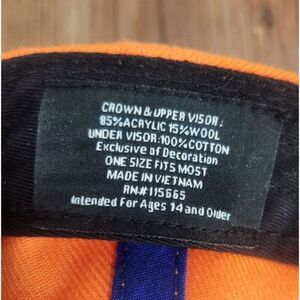 CROWN & UPPER VISOR:
85%ACRYLIC 15%WOOL
UNDER VISOR:100%COTTON
Exclusive of Decoration
ONE SIZE FITS MOST
MADE IN VIETNAM
RN#115665
Intended For Ages 14 and Older